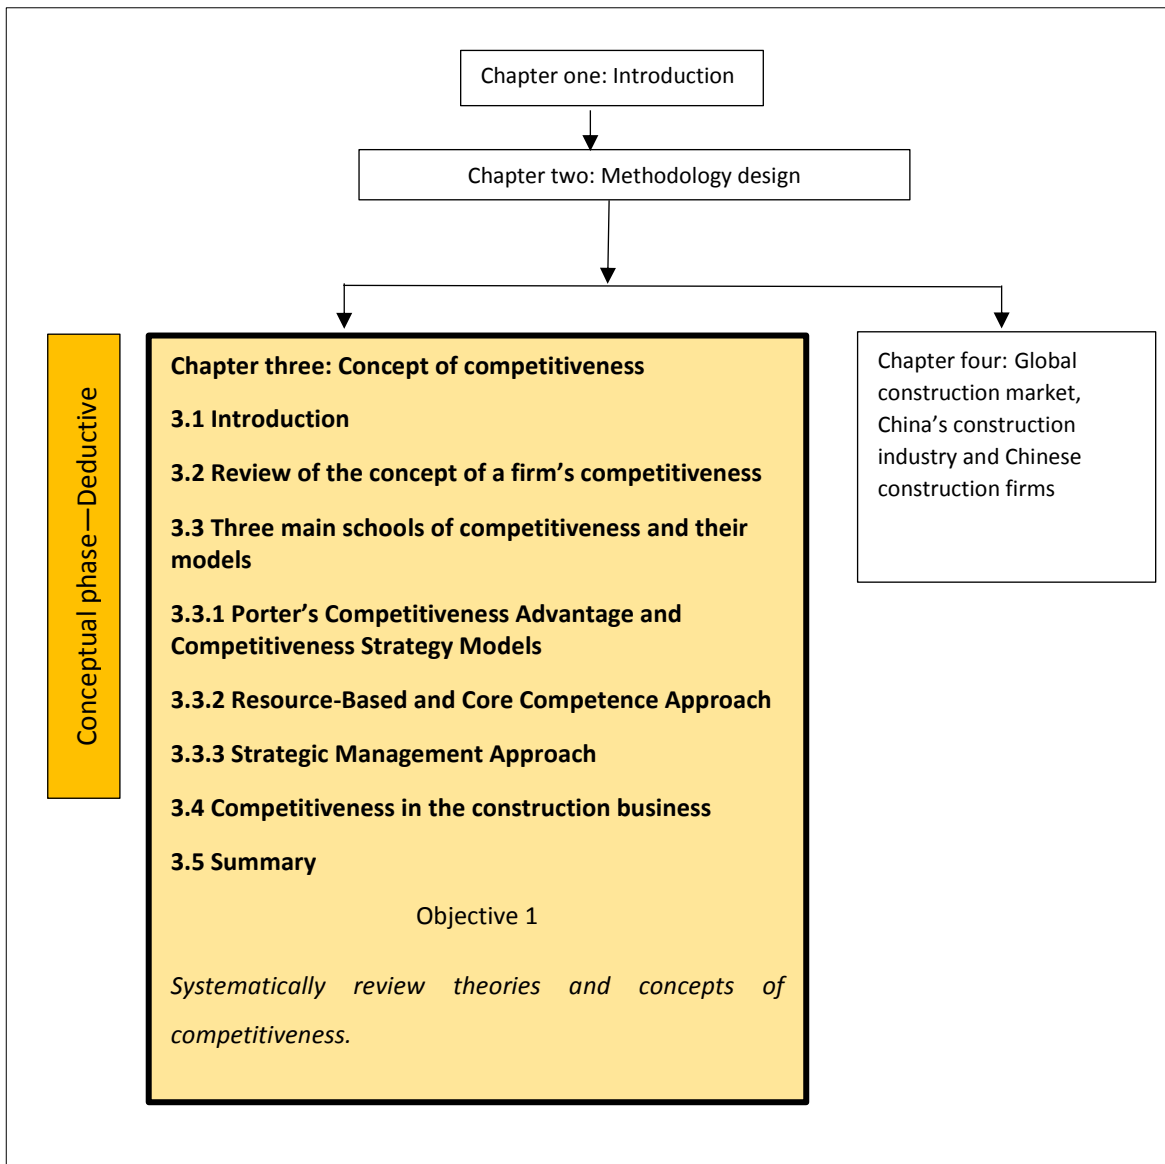 Chapter one: Introduction
Chapter two: Methodology design
Conceptual phase—Deductive
Chapter three: Concept of competitiveness
3.1 Introduction
3.2 Review of the concept of a firm’s competitiveness
3.3 Three main schools of competitiveness and their
models
3.3.1 Porter’s Competitiveness Advantage and
Competitiveness Strategy Models
3.3.2 Resource-Based and Core Competence Approach
3.3.3 Strategic Management Approach
3.4 Competitiveness in the construction business
3.5 Summary
Objective 1
Systematically review theories and concepts of
competitiveness.
Chapter four: Global
construction market,
China’s construction
industry and Chinese
construction firms